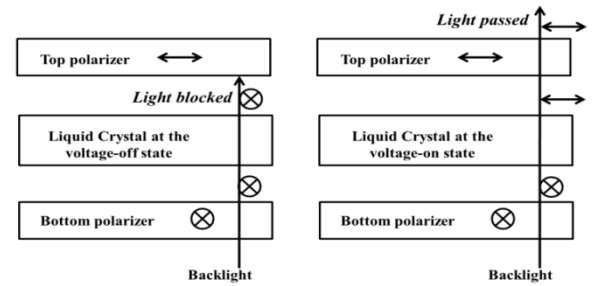 Light passed
Top polarizer
Top polarizer
Light blocked
Liquid Crystal at the
voltage-off state
Liquid Crystal at the
voltage-on state
Bottom polarizer
Bottom polarizer
Backlight
Backlight